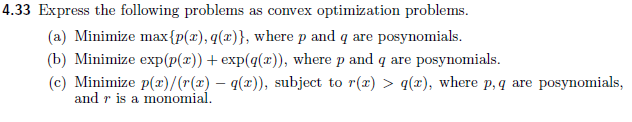 4.33 Express the following problems as convex optimization problems.
(a) Minimize max{p(x), q(x)}, where p and q are posynomials.
(b) Minimize exp(p(x)) + exp(q(x)), where p and q are posynomials.
(c) Minimize p(x)/(r(x) − q(x)), subject to r(x) > q(x), where p, q are posynomials,
and r is a monomial.